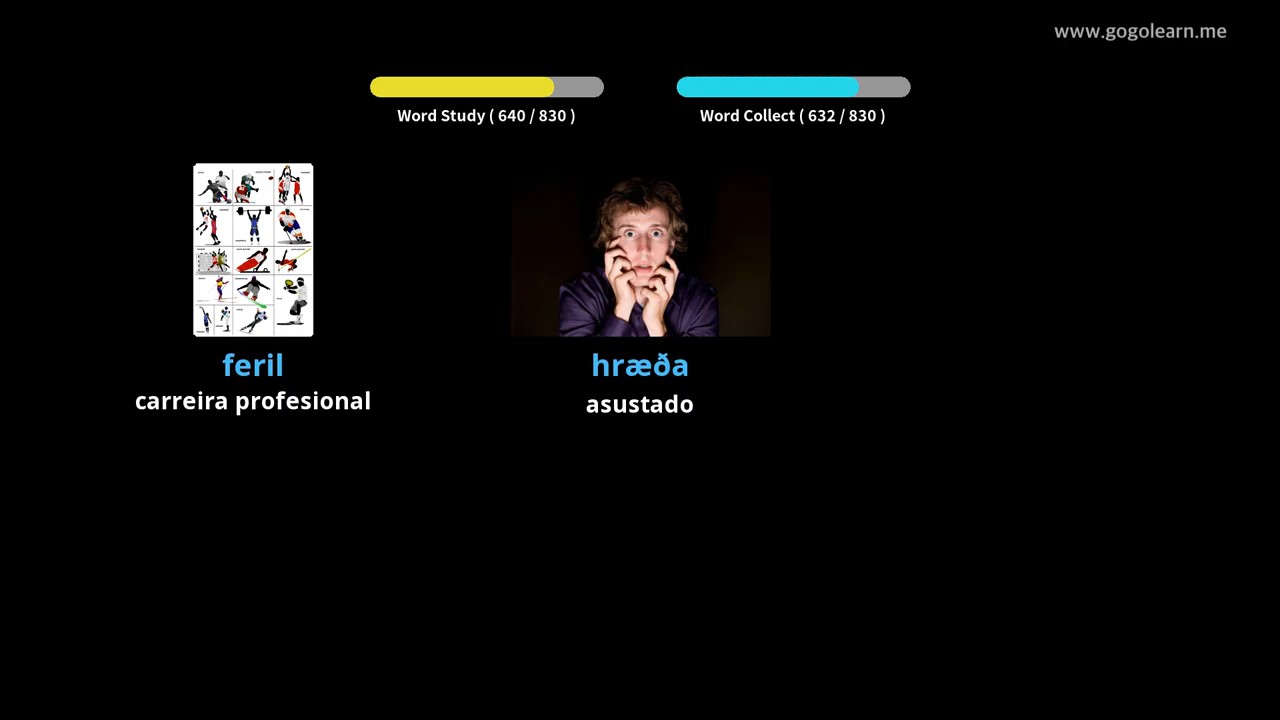 www.gogolearn.me
Word Study ( 640 / 830 )
Word Collect ( 632 / 830 )
feril
hræða
carreira profesional
asustado